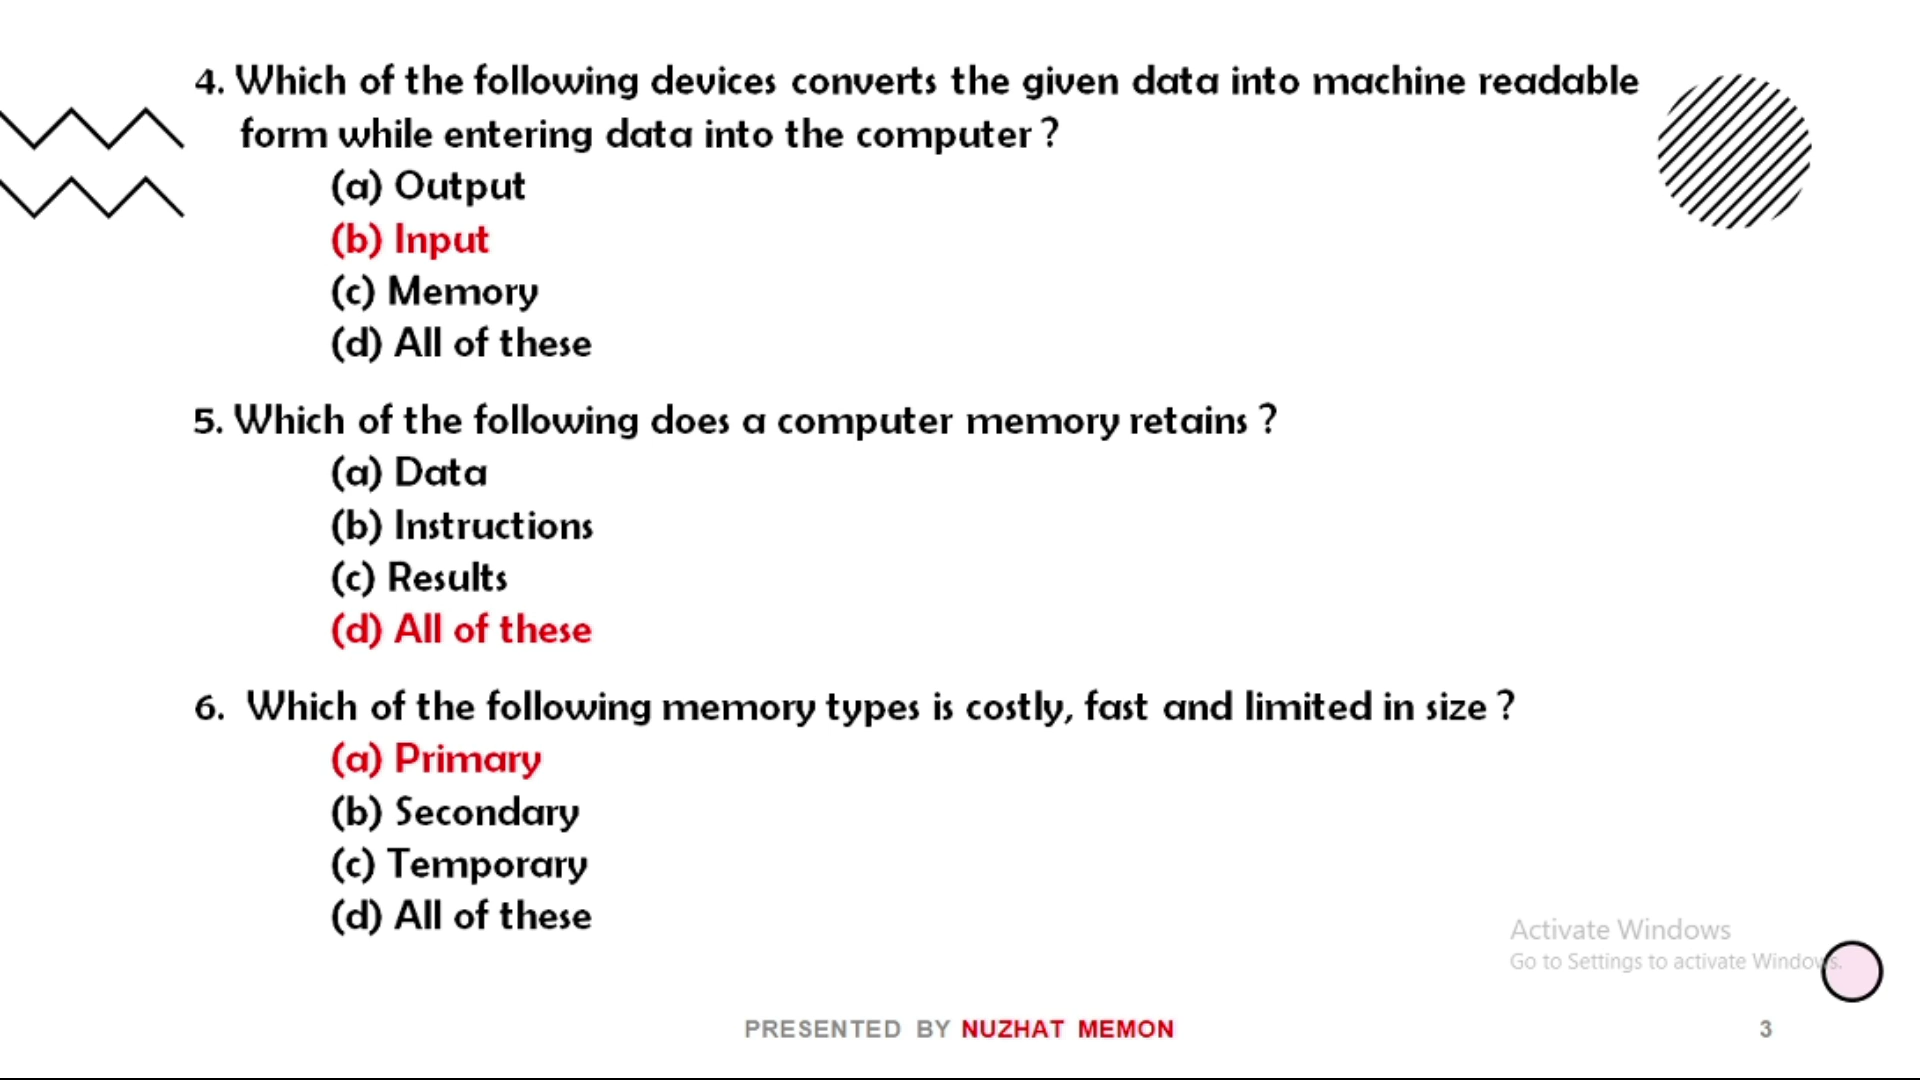 4. Which of the following devices converts the given data into machine readable
form while entering data into the computer ?
(a) Output
(b) Input
(c) Memory
(d) All of these
5. Which of the following does a computer memory retains ?
(a) Data
(b) Instructions
(c) Results
(d) All of these
6. Which of the following memory types is costly, fast and limited in size ?
(a) Primary
(b) Secondary
(c) Temporary
(d) All of these
Activate Windows
Go to Settings to activate Windows.
PRESENTED BY NUZHAT MEMON
3